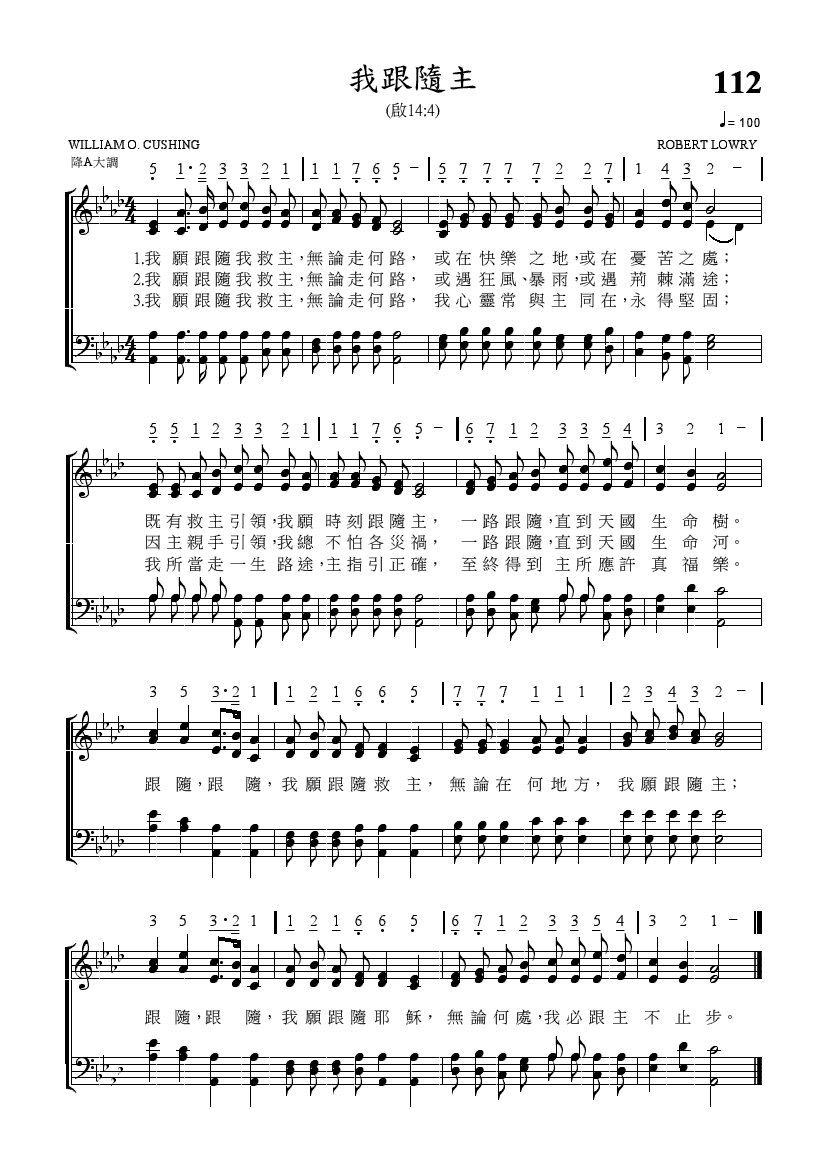 我跟隨主
112
(啟14:4)
♩= 100
WILLIAM O. CUSHING
ROBERT LOWRY
降A大調
5 1·2 3 3 2 1 | 1 1 7 6 5 – | 5 7 7 7 7 2 2 7 | 1 4 3 2 – |
1.我 願跟隨我救主,無論走何路, 或在快樂之地,或在憂苦之處;
2.我 願跟隨我救主,無論走何路, 或遇狂風、暴雨,或遇荊棘滿途;
3.我 願跟隨我救主,無論走何路, 我心靈常與主同在,永得堅固;
5 5 1 2 3 3 2 1 | 1 1 7 6 5 – | 6 7 1 2 3 3 5 4 | 3 2 1 – |
既有救主引領,我願時刻跟隨主, 一路跟隨,直到天國生命樹。
因主親手引領,我總不怕各災禍, 一路跟隨,直到天國生命河。
我所當走一生路途,主指引正確, 至終得到主所應許真福樂。
3 5 3·2 1 | 1 2 1 6 6 5 | 7 7 7 1 1 1 | 2 3 4 3 2 – |
跟隨,跟隨,我願跟隨救主,無論在何地方,我願跟隨主;
3 5 3·2 1 | 1 2 1 6 6 5 | 6 7 1 2 3 3 5 4 | 3 2 1 –
跟隨,跟隨,我願跟隨耶穌,無論何處,我必跟主不止步。